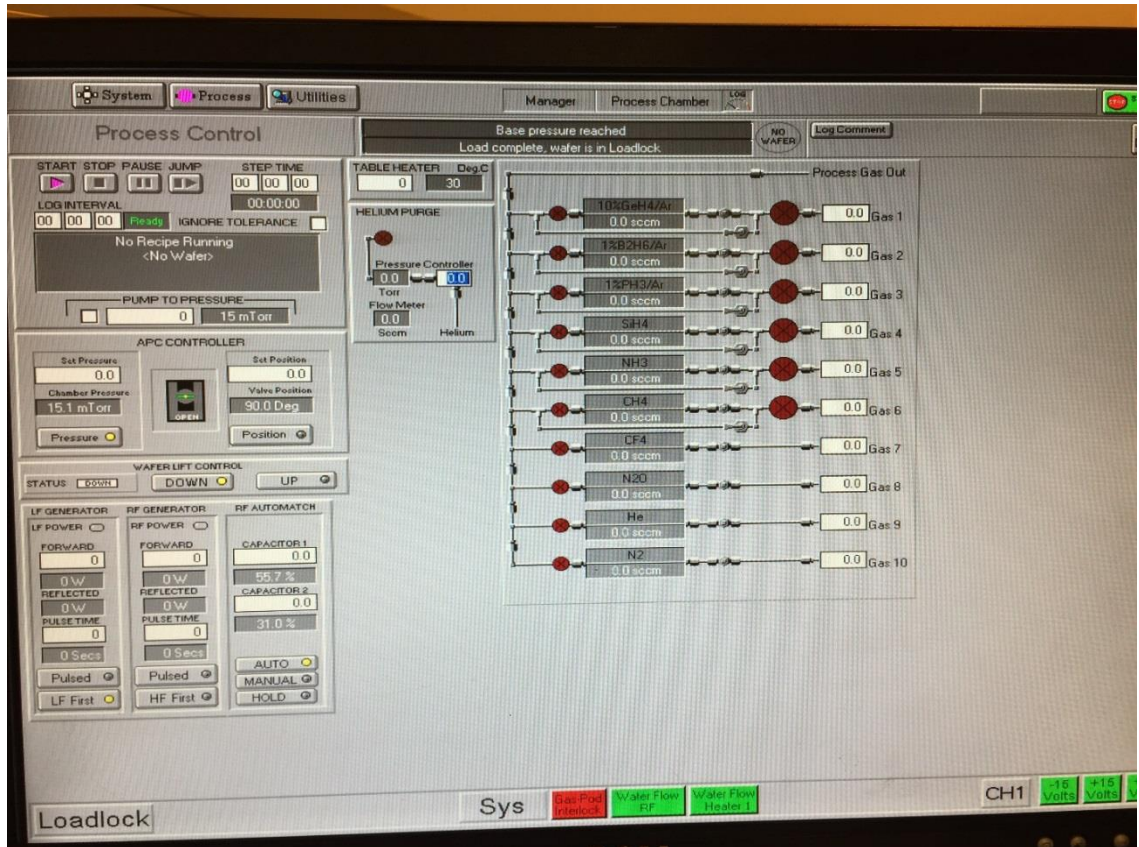 System Process Utilities
Manager Process Chamber LOG
STOP
Process Control
Base pressure reached
Load complete, wafer is in Loadlock
NO WAFER
Log Comment
START STOP PAUSE JUMP STEP TIME
00 00 00
LOG INTERVAL 00:00:00
00 00 00 Ready IGNORE TOLERANCE
No Recipe Running
<No Wafer>
PUMP TO PRESSURE
0 15 mTorr
TABLE HEATER Deg.C
0 30
HELIUM PURGE
Pressure Controller
0.0 0.0
Torr
Flow Meter
0.0
Sccm Helium
Process Gas Out
10%GeH4/Ar
0.0 sccm 0.0 Gas 1
1%B2H6/Ar
0.0 sccm 0.0 Gas 2
1%PH3/Ar
0.0 sccm 0.0 Gas 3
SiH4
0.0 sccm 0.0 Gas 4
NH3
0.0 sccm 0.0 Gas 5
CH4
0.0 sccm 0.0 Gas 6
CF4
0.0 sccm 0.0 Gas 7
N2O
0.0 sccm 0.0 Gas 8
He
0.0 sccm 0.0 Gas 9
N2
- 0.0 sccm 0.0 Gas 10
APC CONTROLLER
Set Pressure Set Position
0.0 0.0
Chamber Pressure Valve Position
15.1 mTorr OPEN 90.0 Deg
Pressure Position
WAFER LIFT CONTROL
STATUS DOWN DOWN UP
LF GENERATOR RF GENERATOR RF AUTOMATCH
LF POWER RF POWER
FORWARD FORWARD CAPACITOR 1
0 0 0.0
0 W 0 W 55.7 %
REFLECTED REFLECTED CAPACITOR 2
0 W 0 W 0.0
PULSE TIME PULSE TIME 31.0 %
0 0
0 Secs 0 Secs
AUTO
Pulsed Pulsed MANUAL
LF First HF First HOLD
Loadlock
Sys
Gas Pod Interlock
Water Flow RF
Water Flow Heater 1
CH1
-15 Volts
+15 Volts